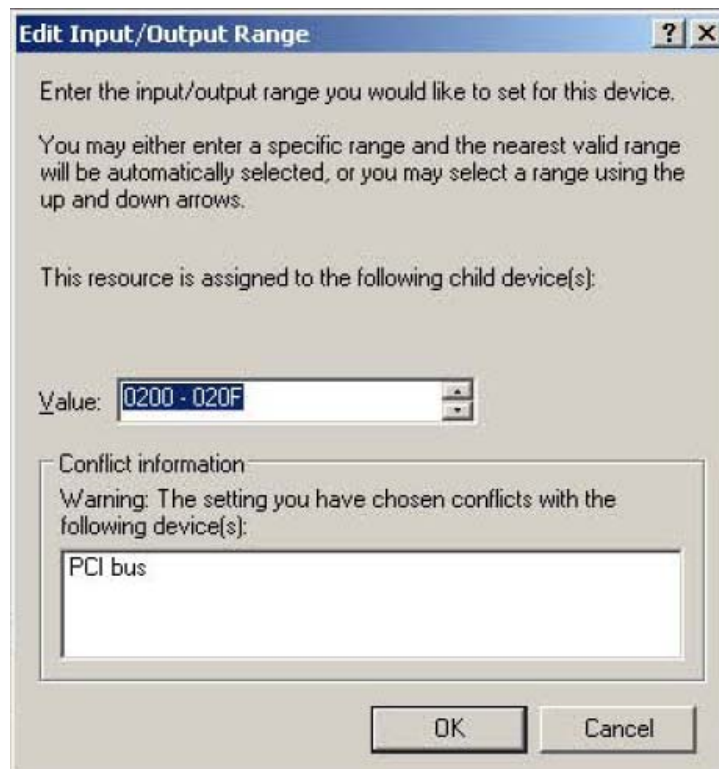 Edit Input/Output Range
Enter the input/output range you would like to set for this device.
You may either enter a specific range and the nearest valid range
will be automatically selected, or you may select a range using the
up and down arrows.
This resource is assigned to the following child device(s):
Value: 0200 - 020F
Conflict information
Warning: The setting you have chosen conflicts with the
following device(s):
PCI bus
OK Cancel